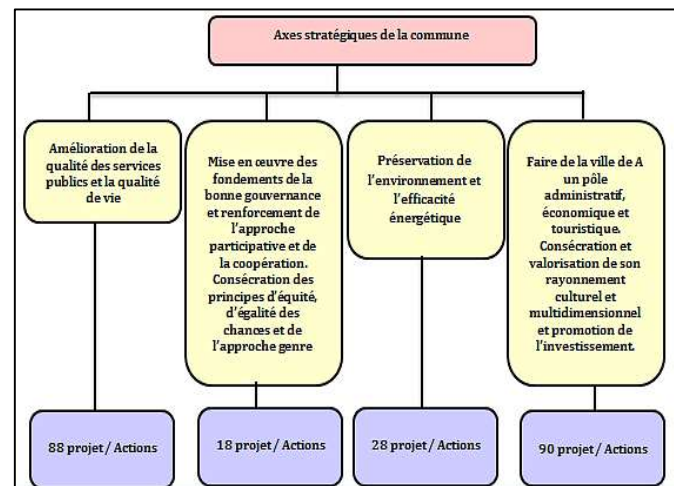 Axes stratégiques de la commune
Amélioration de la
qualité des services
publics et la qualité
de vie
Mise en œuvre des
fondements de la
bonne gouvernance
et renforcement de
l'approche
participative et de
la coopération.
Consécration des
principes d'équité,
d'égalité des
chances et de
l'approche genre
Préservation de
l'environnement et
l'efficacité
énergétique
Faire de la ville de A
un pôle
administratif,
économique et
touristique.
Consécration et
valorisation de son
rayonnement
culturel et
multidimensionnel
et promotion de
l'investissement.
88 projet / Actions
18 projet / Actions
28 projet / Actions
90 projet / Actions